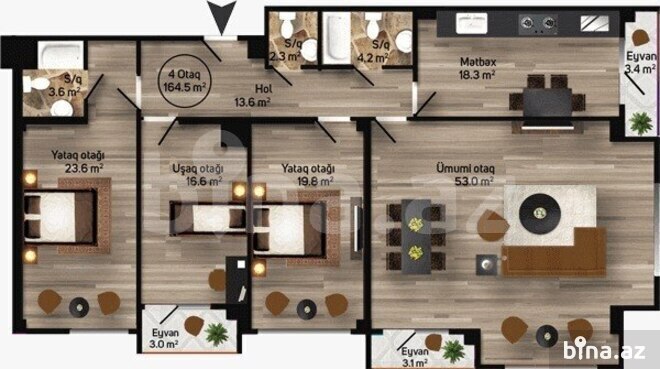 S/q
2.3 m²
S/q
4.2 m²
Mətbəx
18.3 m²
Eyvan
3.4 m²
S/q
3.6 m²
4 Otaq
164.5 m²
Hol
13.6 m²
Yataq otağı
23.6 m²
Uşaq otağı
16.6 m²
Yataq otağı
19.8 m²
Ümumi otaq
53.0 m²
bina.az
Eyvan
3.0 m²
Eyvan
3.1 m²
bina.az